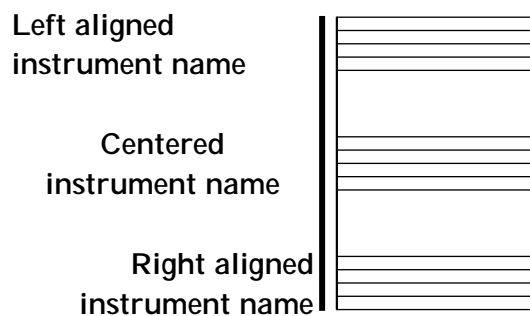 Left aligned
instrument name
Centered
instrument name
Right aligned
instrument name